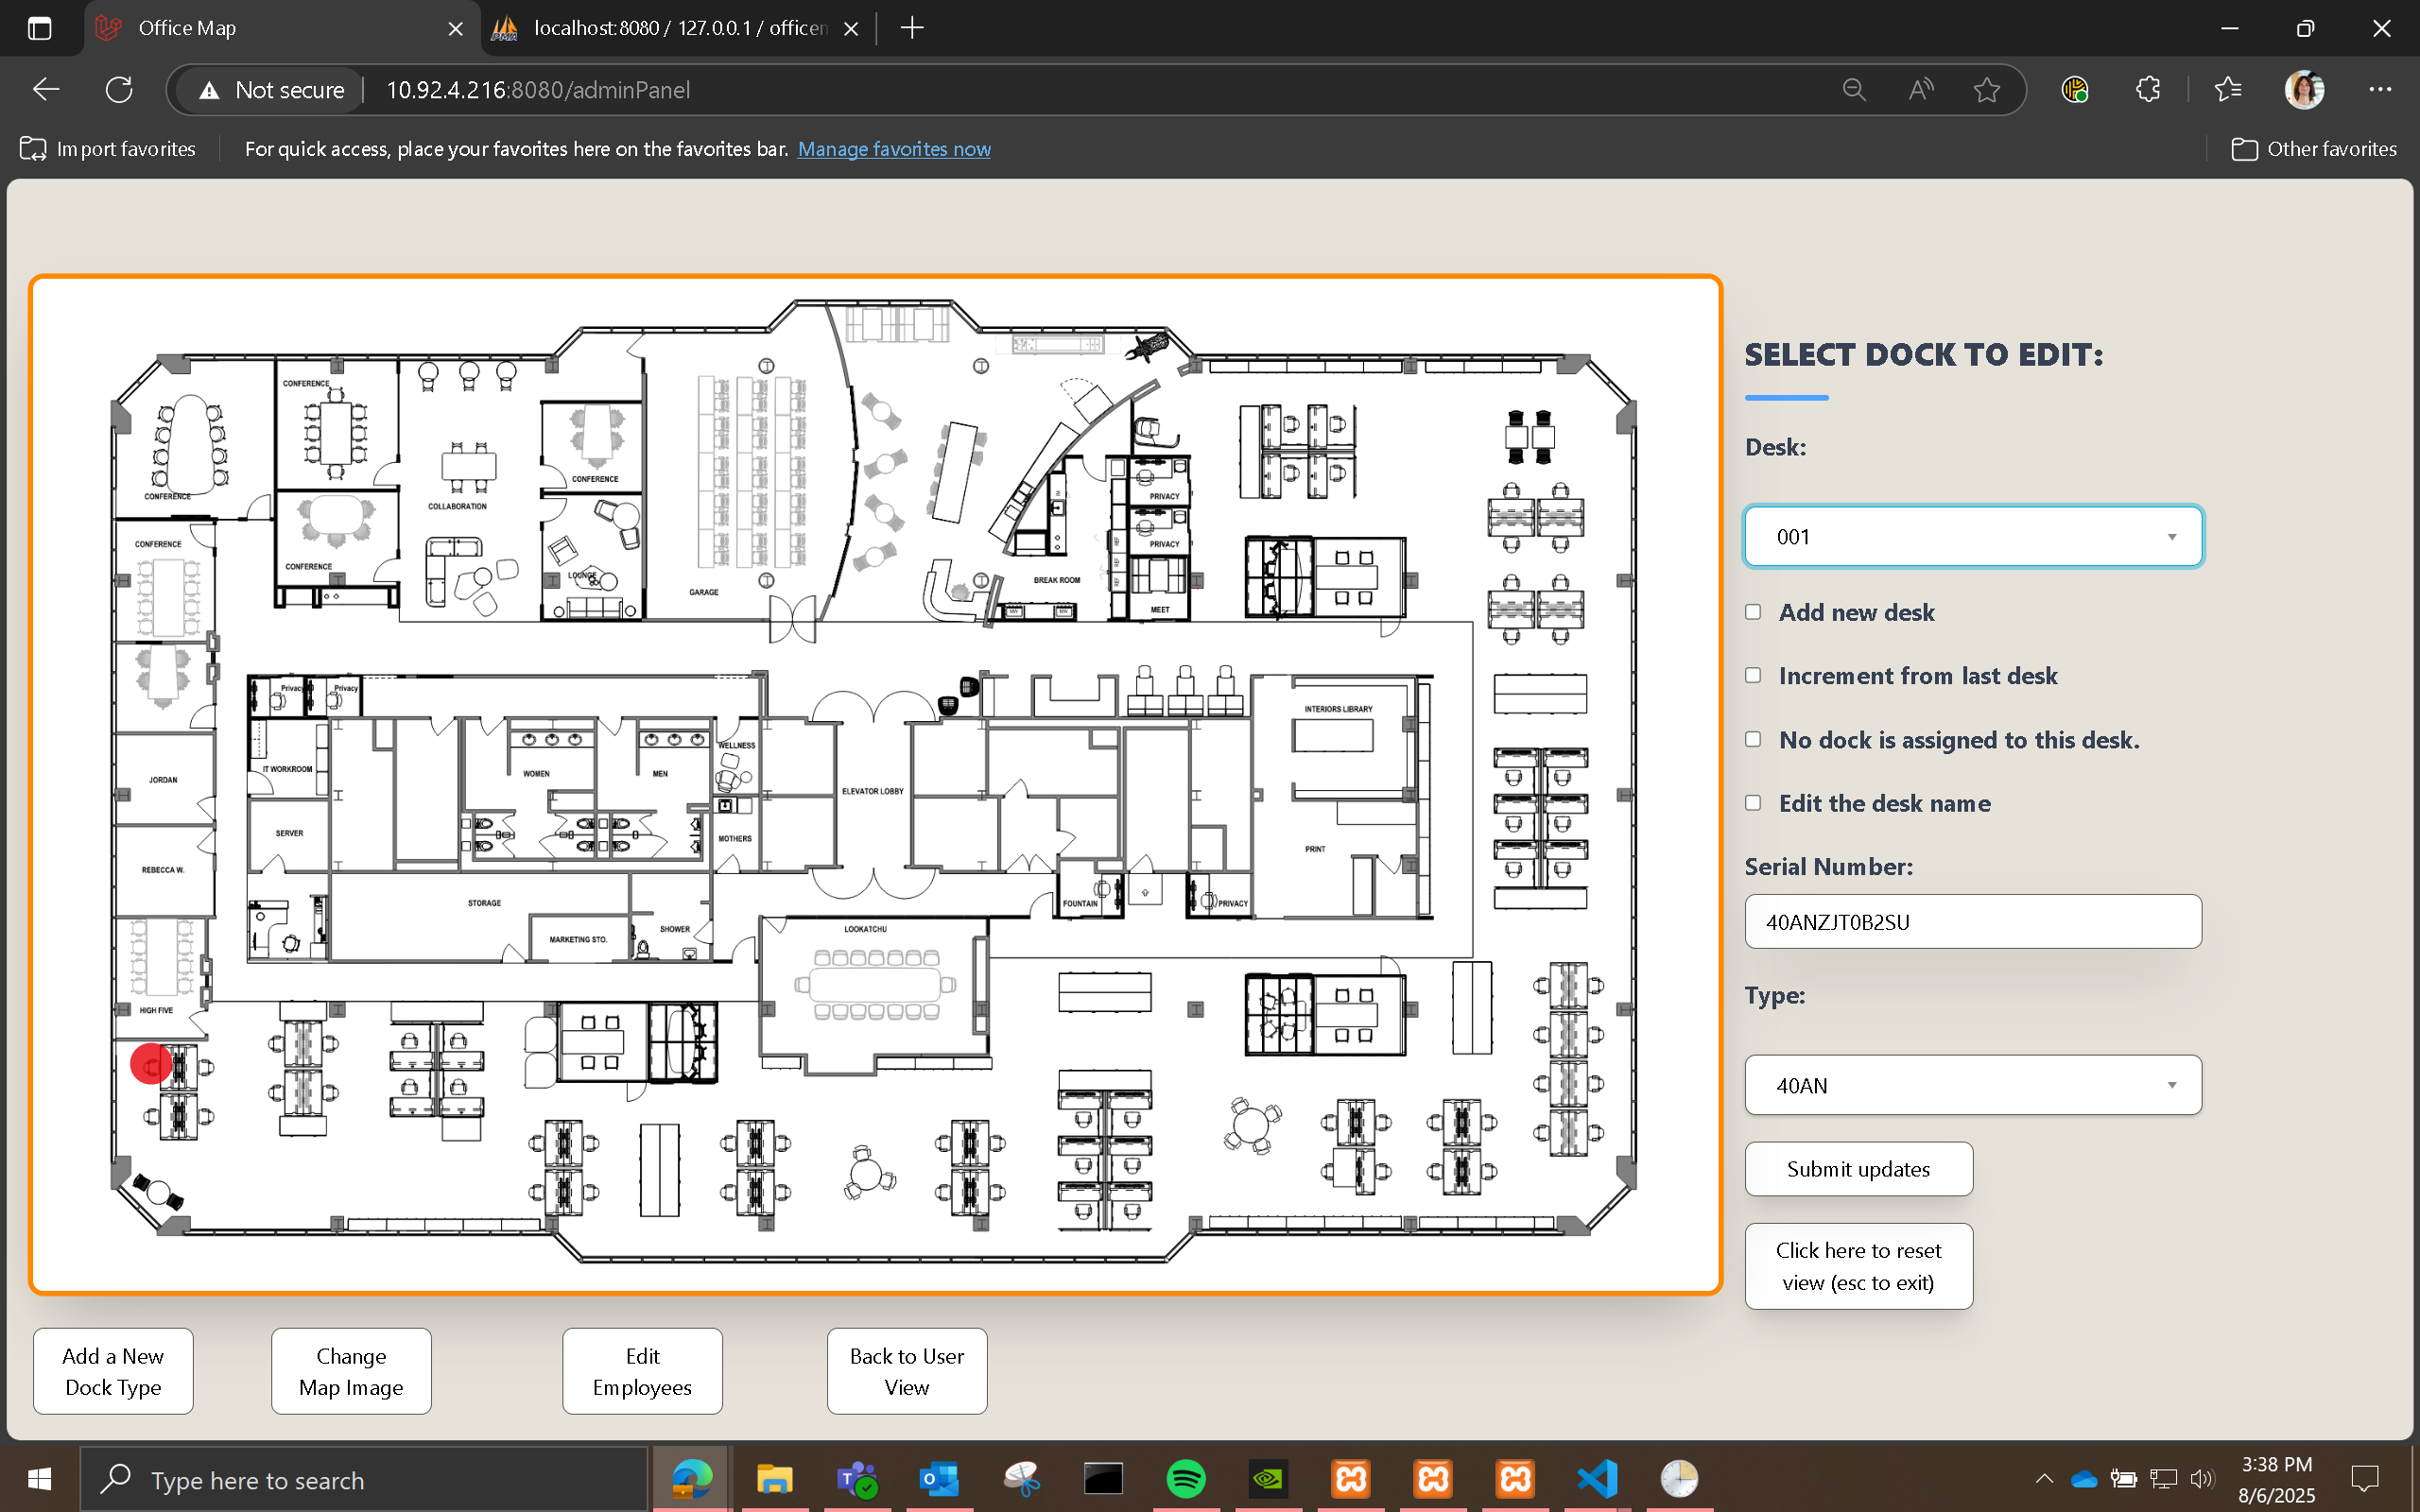 Office Map
localhost:8080 / 127.0.0.1 / officem
Not secure
10.92.4.216:8080/adminPanel
Import favorites
For quick access, place your favorites here on the favorites bar. Manage favorites now
Other favorites
SELECT DOCK TO EDIT:
Desk:
001
Add new desk
Increment from last desk
No dock is assigned to this desk.
Edit the desk name
Serial Number:
40ANZJT0B2SU
Type:
40AN
Submit updates
Click here to reset
view (esc to exit)
CONFERENCE
CONFERENCE
CONFERENCE
COLLABORATION
CONFERENCE
CONFERENCE
LOUNGE
GARAGE
BREAK ROOM
REF
REF
REF
MW
MW
PRIVACY
PRIVACY
MEET
Privacy
Privacy
IT WORKROOM
WOMEN
MEN
WELLNESS
ELEVATOR LOBBY
INTERIORS LIBRARY
JORDAN
SERVER
MOTHERS
PRINT
REBECCA W.
STORAGE
MARKETING STO.
SHOWER
LOOKATCHU
FOUNTAIN
PRIVACY
HIGH FIVE
Add a New
Dock Type
Change
Map Image
Edit
Employees
Back to User
View
Type here to search
3:38 PM
8/6/2025